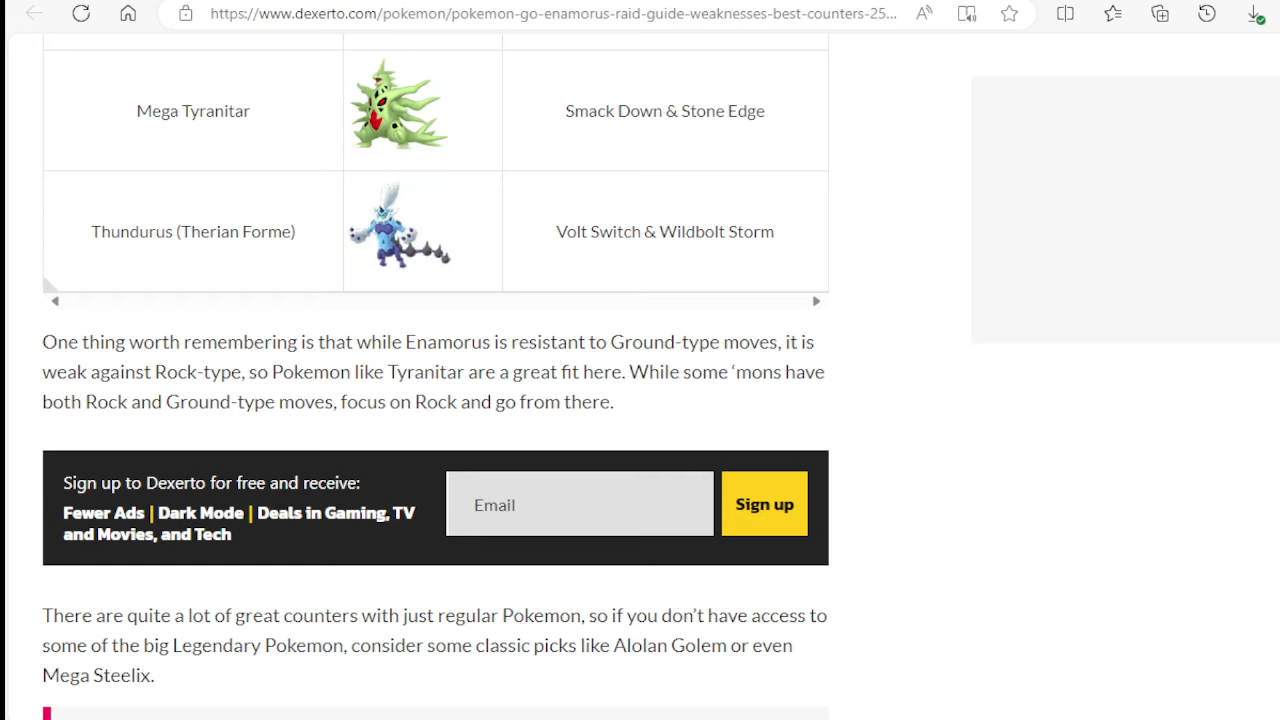 https://www.dexerto.com/pokemon/pokemon-go-enamorus-raid-guide-weaknesses-best-counters-25...
Mega Tyranitar
Smack Down & Stone Edge
Thundurus (Therian Forme)
Volt Switch & Wildbolt Storm
One thing worth remembering is that while Enamorus is resistant to Ground-type moves, it is
weak against Rock-type, so Pokemon like Tyranitar are a great fit here. While some ‘mons have
both Rock and Ground-type moves, focus on Rock and go from there.
Sign up to Dexerto for free and receive:
Fewer Ads | Dark Mode | Deals in Gaming, TV
and Movies, and Tech
Email
Sign up
There are quite a lot of great counters with just regular Pokemon, so if you don’t have access to
some of the big Legendary Pokemon, consider some classic picks like Alolan Golem or even
Mega Steelix.